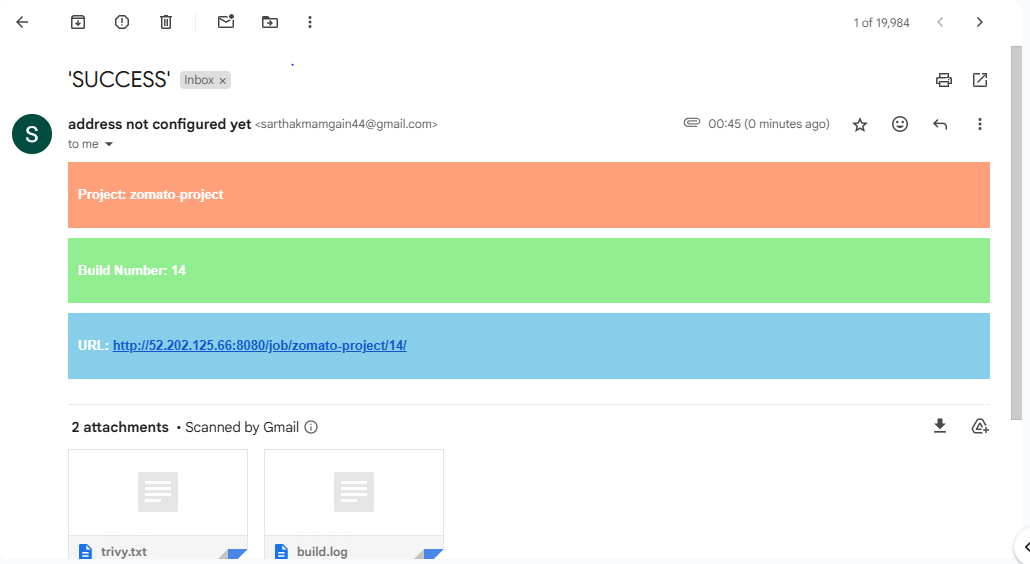 1 of 19,984
'SUCCESS' Inbox ×
S
address not configured yet <sarthakmamgain44@gmail.com>
00:45 (0 minutes ago)
to me
Project: zomato-project
Build Number: 14
URL: http://52.202.125.66:8080/job/zomato-project/14/
2 attachments • Scanned by Gmail
trivy.txt
build.log